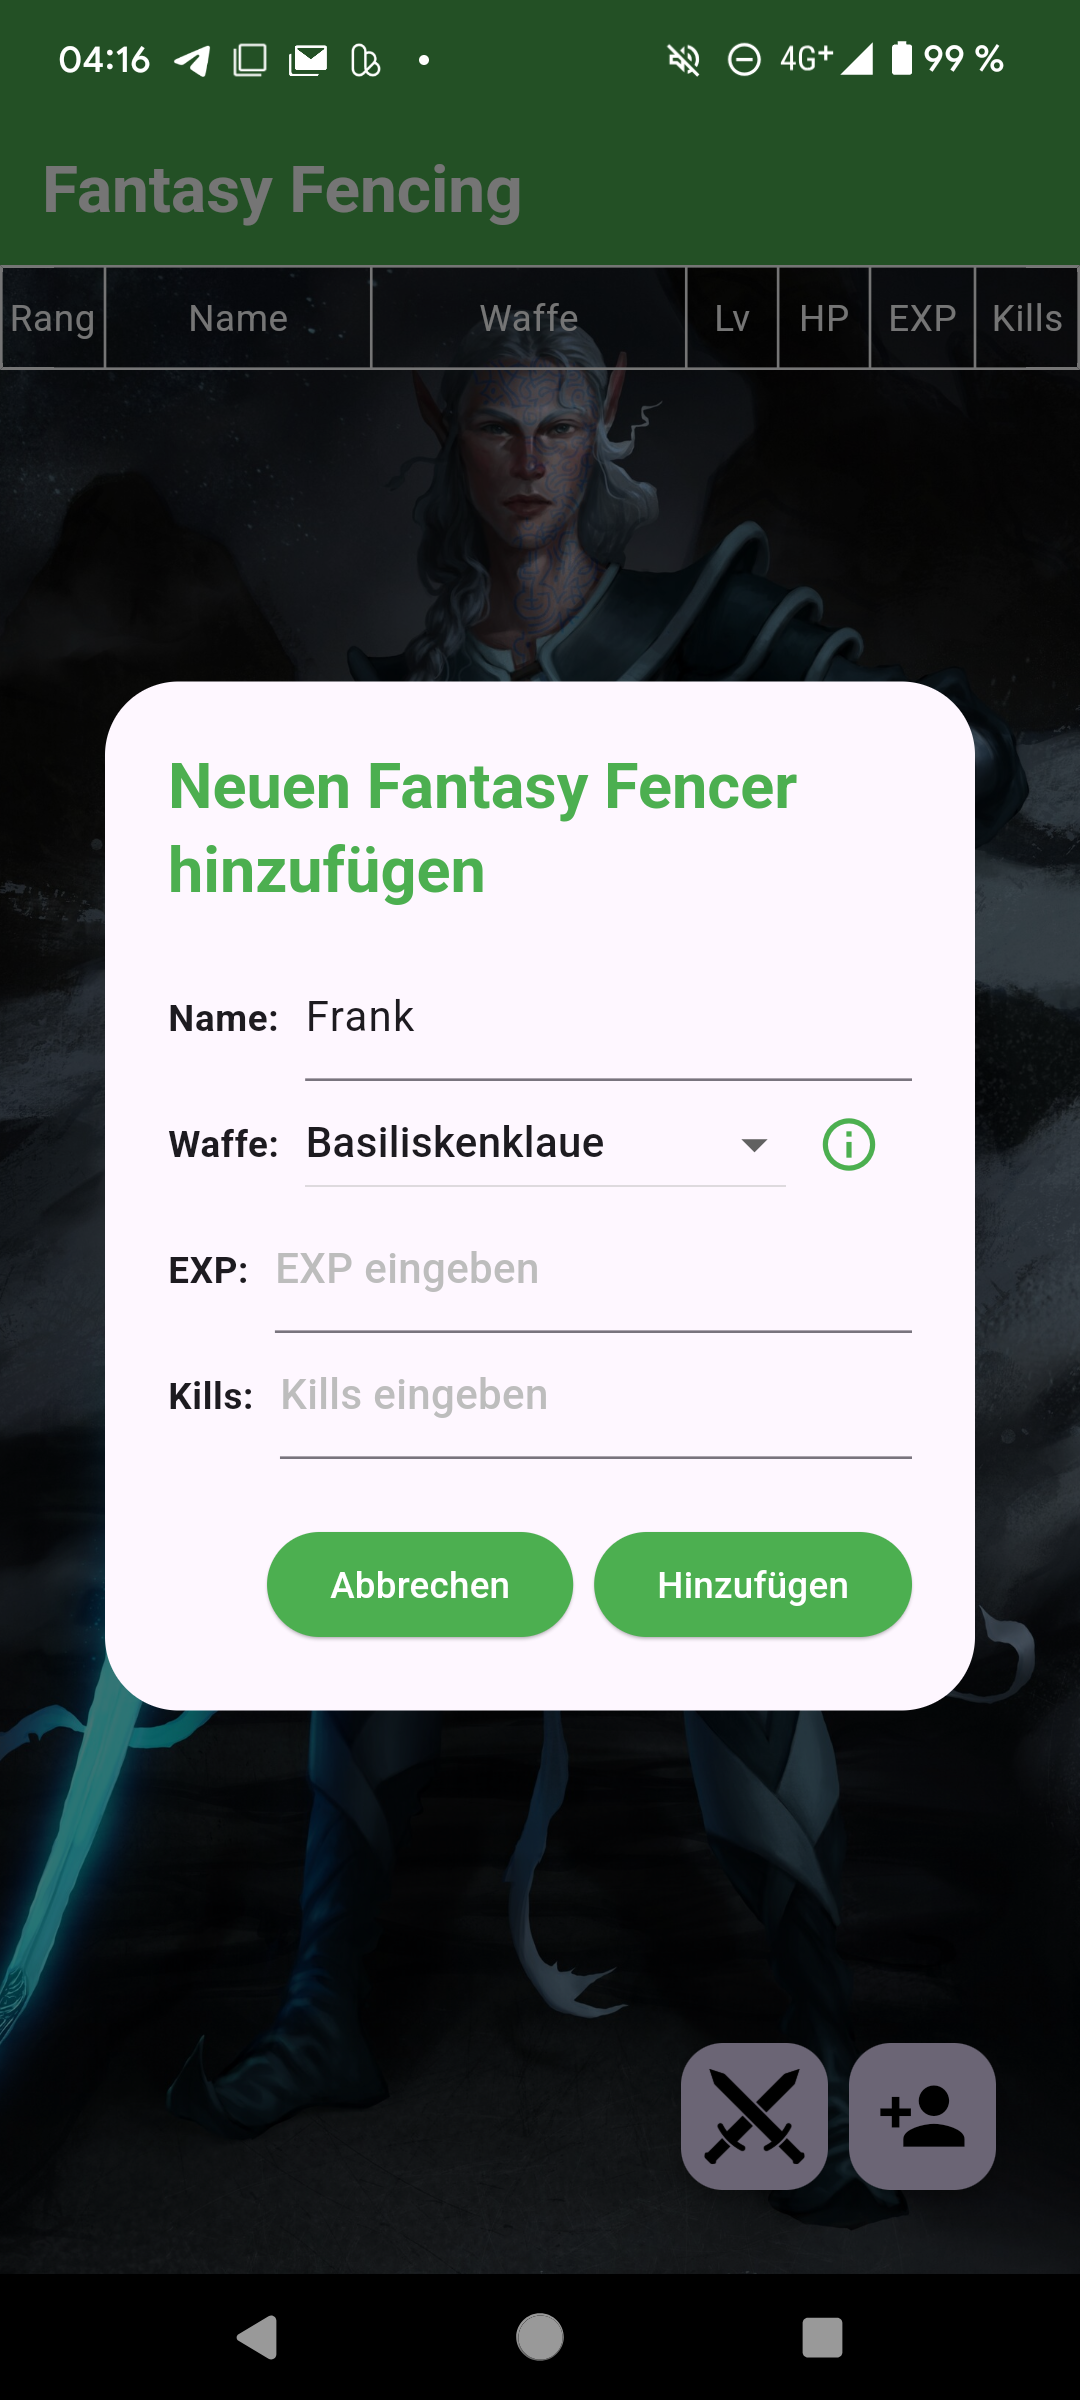 04:16 4G+ 99 %
Fantasy Fencing
Rang Name Waffe Lv HP EXP Kills
Neuen Fantasy Fencer
hinzufügen
Name: Frank
Waffe: Basiliskenklaue
EXP: EXP eingeben
Kills: Kills eingeben
Abbrechen Hinzufügen